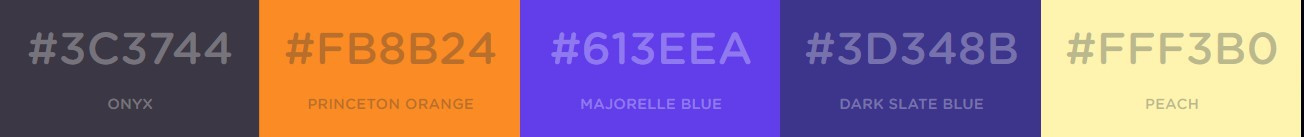 #3C3744 #FB8B24 #613EEA #3D348B #FFF3B0
ONYX PRINCETON ORANGE MAJORELLE BLUE DARK SLATE BLUE PEACH